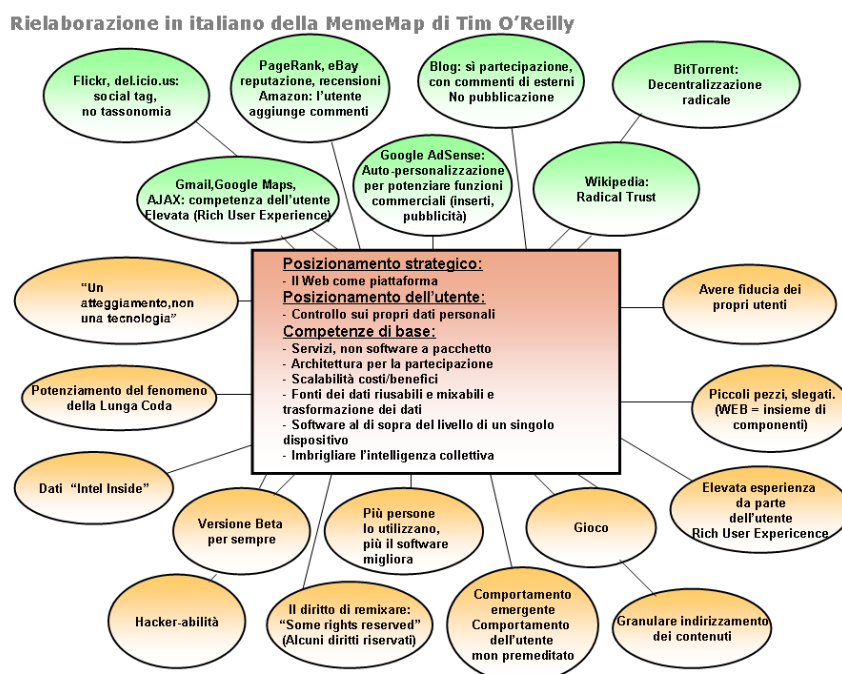 Rielaborazione in italiano della MemeMap di Tim O'Reilly
Flickr, del.icio.us:
social tag,
no tassonomia
PageRank, eBay
reputazione, recensioni
Amazon: l'utente
aggiunge commenti
Blog: sì partecipazione,
con commenti di esterni
No pubblicazione
BitTorrent:
Decentralizzazione
radicale
Gmail,Google Maps,
AJAX: competenza dell'utente
Elevata (Rich User Experience)
Google AdSense:
Auto-personalizzazione
per potenziare funzioni
commerciali (inserti,
pubblicità)
Wikipedia:
Radical Trust
Posizionamento strategico:
- Il Web come piattaforma
Posizionamento dell'utente:
- Controllo sui propri dati personali
Competenze di base:
- Servizi, non software a pacchetto
- Architettura per la partecipazione
- Scalabilità costi/benefici
- Fonti dei dati riusabili e mixabili e
trasformazione dei dati
- Software al di sopra del livello di un singolo
dispositivo
- Imbrigliare l'intelligenza collettiva
"Un
atteggiamento,non
una tecnologia"
Avere fiducia dei
propri utenti
Potenziamento del fenomeno
della Lunga Coda
Piccoli pezzi, slegati.
(WEB = insieme di
componenti)
Dati "Intel Inside"
Elevata esperienza
da parte
dell'utente
Rich User Expericence
Versione Beta
per sempre
Più persone
lo utilizzano,
più il software
migliora
Gioco
Hacker-abilità
Il diritto di remixare:
"Some rights reserved"
(Alcuni diritti riservati)
Comportamento
emergente
Comportamento
dell'utente
mon premeditato
Granulare indirizzamento
dei contenuti